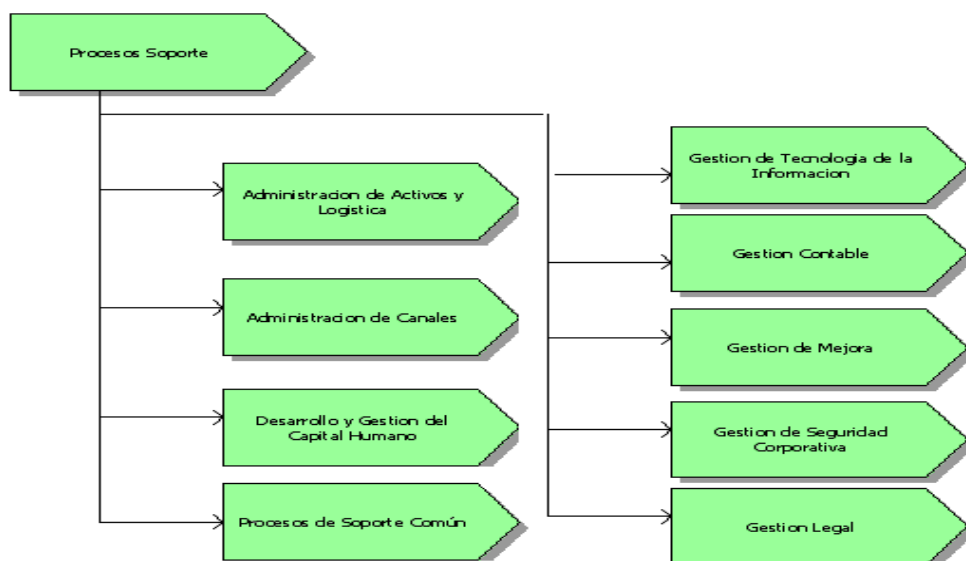 Procesos Soporte
Administracion de Activos y
Logistica
Administracion de Canales
Desarrollo y Gestion del
Capital Humano
Procesos de Soporte Común
Gestion de Tecnologia de la
Informacion
Gestion Contable
Gestion de Mejora
Gestion de Seguridad
Corporativa
Gestion Legal